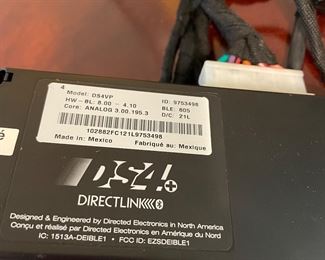 4
Model: DS4VP ID: 9753498
HW-BL: 8.00 - 4.10 BLE: 605
Core: ANALOG 3.00.195.3 D/C: 21L
102882FC121L9753498
Made in: Mexico Fabriqué au: Mexique
é
DS4+
DIRECTLINK
Designed & Engineered by Directed Electronics in North America
Conçu et réalisé par Directed Electronics en Amérique du Nord
IC: 1513A-DEIBLE1 • FCC ID: EZSDEIBLE1